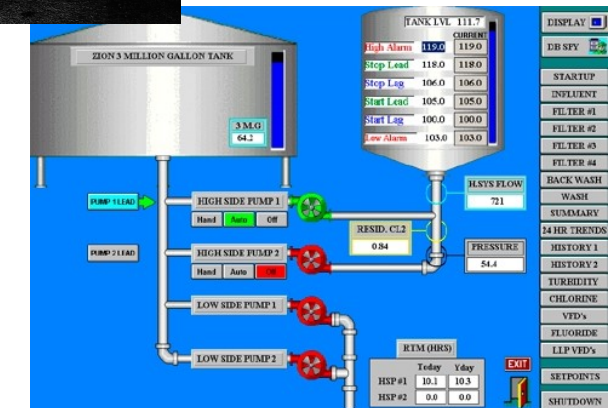 TANK LVL 111.7
CURRENT
High Alarm 119.0 119.0
Stop Lead 118.0 118.0
Stop Lag 106.0 106.0
Start Lead 105.0 105.0
Start Lag 100.0 100.0
Low Alarm 103.0 103.0
ZION 3 MILLION GALLON TANK
3 M.G
64.2
PUMP 1 LEAD
HIGH SIDE PUMP 1
Hand Auto Off
H.SYS FLOW
721
RESID. CL2
0.84
PUMP 2 LEAD
HIGH SIDE PUMP 2
Hand Auto Off
PRESSURE
54.4
LOW SIDE PUMP 1
LOW SIDE PUMP 2
RTM (HRS)
Today Yday
HSP #1 10.1 10.3
HSP #2 0.0 0.0
EXIT
DISPLAY
DB SPY
STARTUP
INFLUENT
FILTER #1
FILTER #2
FILTER #3
FILTER #4
BACK WASH
WASH
SUMMARY
24 HR TRENDS
HISTORY 1
HISTORY 2
TURBIDITY
CHLORINE
VFD's
FLUORIDE
LLP VFD's
SETPOINTS
SHUTDOWN